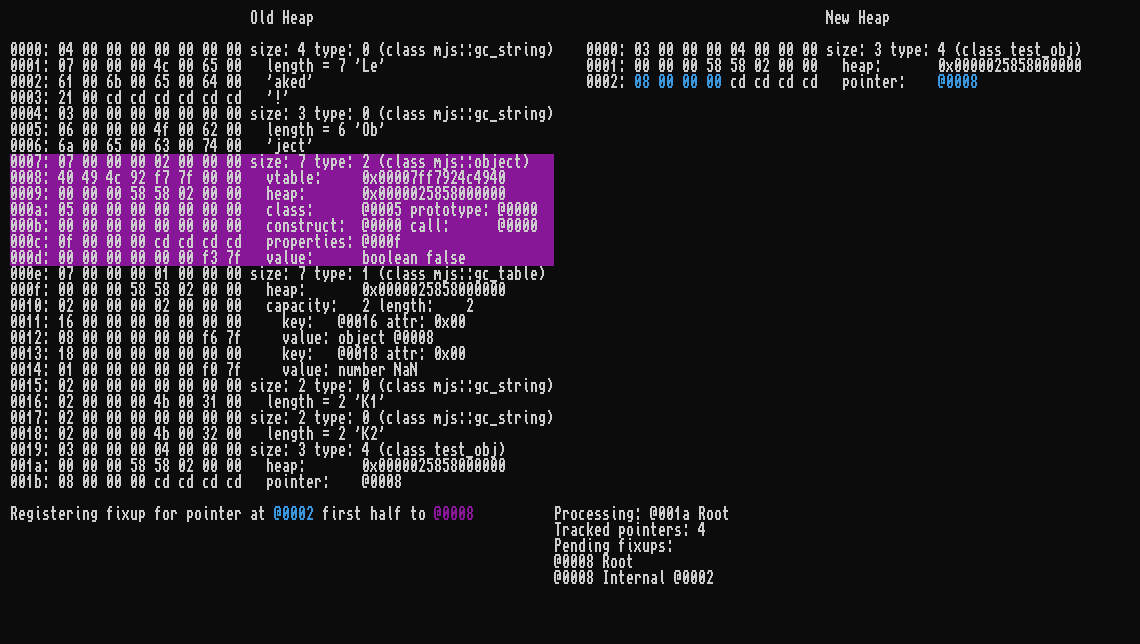 Old Heap
New Heap
0000: 04 00 00 00 00 00 00 00 size: 4 type: 0 (class mjs::gc_string)
0001: 07 00 00 00 4c 00 65 00   length = 7 'Le'
0002: 61 00 6b 00 65 00 64 00   'aked'
0003: 21 00 cd cd cd cd cd cd   '!'
0004: 03 00 00 00 00 00 00 00 size: 3 type: 0 (class mjs::gc_string)
0005: 06 00 00 00 4f 00 62 00   length = 6 'Ob'
0006: 6a 00 65 00 63 00 74 00   'ject'
0007: 07 00 00 00 02 00 00 00 size: 7 type: 2 (class mjs::object)
0008: 40 49 4c 92 f7 7f 00 00   vtable:     0x00007ff7924c4940
0009: 00 00 00 58 58 02 00 00   heap:       0x0000025858000000
000a: 05 00 00 00 00 00 00 00   class:      @0005 prototype: @0000
000b: 00 00 00 00 00 00 00 00   construct:  @0000 call:      @0000
000c: 0f 00 00 00 cd cd cd cd   properties: @000f
000d: 00 00 00 00 00 00 f3 7f   value:      boolean false
000e: 07 00 00 00 01 00 00 00 size: 7 type: 1 (class mjs::gc_table)
000f: 00 00 00 58 58 02 00 00   heap:       0x0000025858000000
0010: 02 00 00 00 02 00 00 00   capacity:   2 length:    2
0011: 16 00 00 00 00 00 00 00     key:   @0016 attr: 0x00
0012: 08 00 00 00 00 00 f6 7f     value: object @0008
0013: 18 00 00 00 00 00 00 00     key:   @0018 attr: 0x00
0014: 01 00 00 00 00 00 f0 7f     value: number NaN
0015: 02 00 00 00 00 00 00 00 size: 2 type: 0 (class mjs::gc_string)
0016: 02 00 00 00 4b 00 31 00   length = 2 'K1'
0017: 02 00 00 00 00 00 00 00 size: 2 type: 0 (class mjs::gc_string)
0018: 02 00 00 00 4b 00 32 00   length = 2 'K2'
0019: 03 00 00 00 04 00 00 00 size: 3 type: 4 (class test_obj)
001a: 00 00 00 58 58 02 00 00   heap:       0x0000025858000000
001b: 08 00 00 00 cd cd cd cd   pointer:    @0008
0000: 03 00 00 00 04 00 00 00 size: 3 type: 4 (class test_obj)
0001: 00 00 00 58 58 02 00 00   heap:       0x0000025858000000
0002: 08 00 00 00 cd cd cd cd   pointer:    @0008
Registering fixup for pointer at @0002 first half to @0008
Processing: @001a Root
Tracked pointers: 4
Pending fixups:
@0008 Root
@0008 Internal @0002